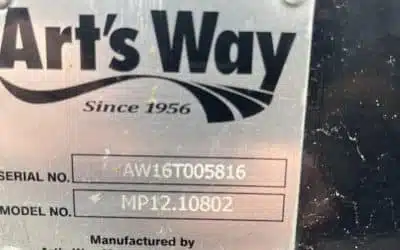 Art's Way
Since 1956
SERIAL NO. AW16T005816
MODEL NO. MP12.10802
Manufactured by